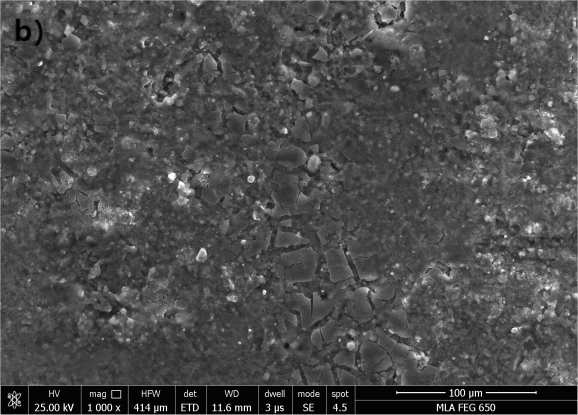 b)
HV mag HFW det WD dwell mode spot 100 µm
25.00 kV 1 000 x 414 µm ETD 11.6 mm 3 µs SE 4.5 MLA FEG 650